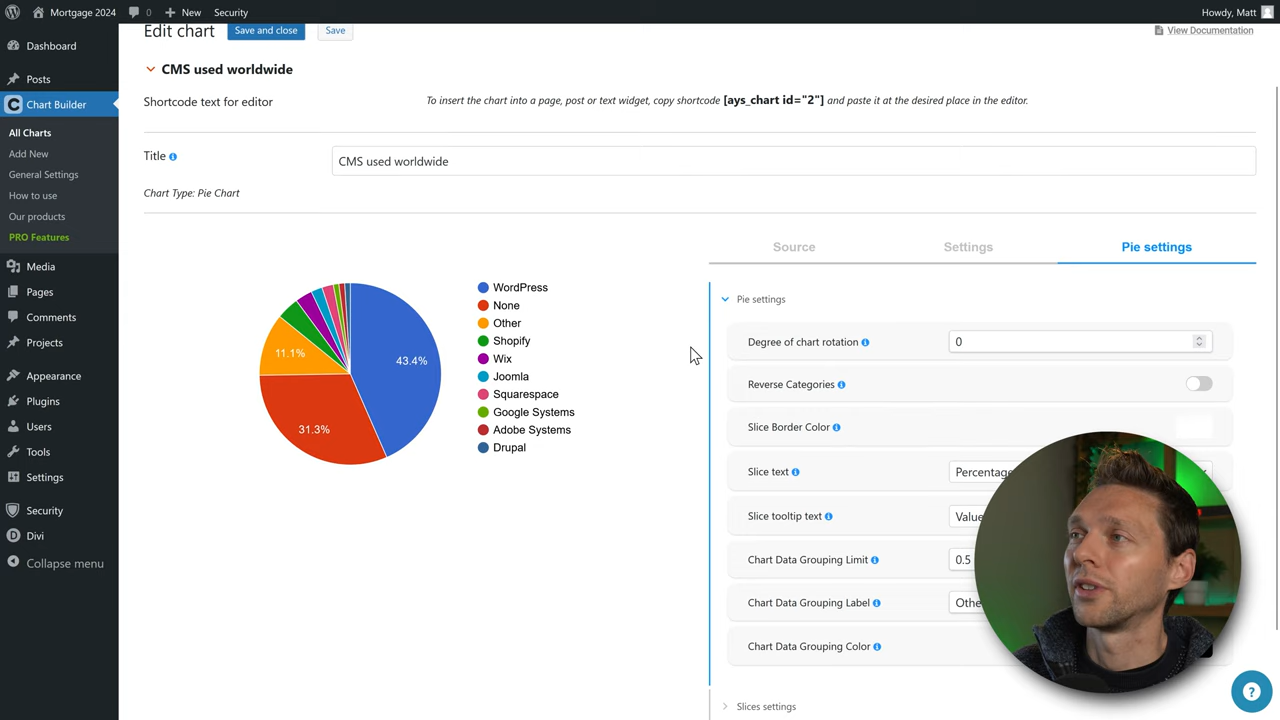 Mortgage 2024
0
New
Security
Howdy, Matt
Dashboard
Posts
Chart Builder
All Charts
Add New
General Settings
How to use
Our products
PRO Features
Media
Pages
Comments
Projects
Appearance
Plugins
Users
Tools
Settings
Security
Divi
Collapse menu
Edit chart
Save and close
Save
View Documentation
CMS used worldwide
Shortcode text for editor
To insert the chart into a page, post or text widget, copy shortcode [ays_chart id="2"] and paste it at the desired place in the editor.
Title
CMS used worldwide
Chart Type: Pie Chart
43.4%
31.3%
11.1%
WordPress
None
Other
Shopify
Wix
Joomla
Squarespace
Google Systems
Adobe Systems
Drupal
Source
Settings
Pie settings
Pie settings
Degree of chart rotation
0
Reverse Categories
Slice Border Color
Slice text
Percentage
Slice tooltip text
Value
Chart Data Grouping Limit
0.5
Chart Data Grouping Label
Othe
Chart Data Grouping Color
Slices settings
?